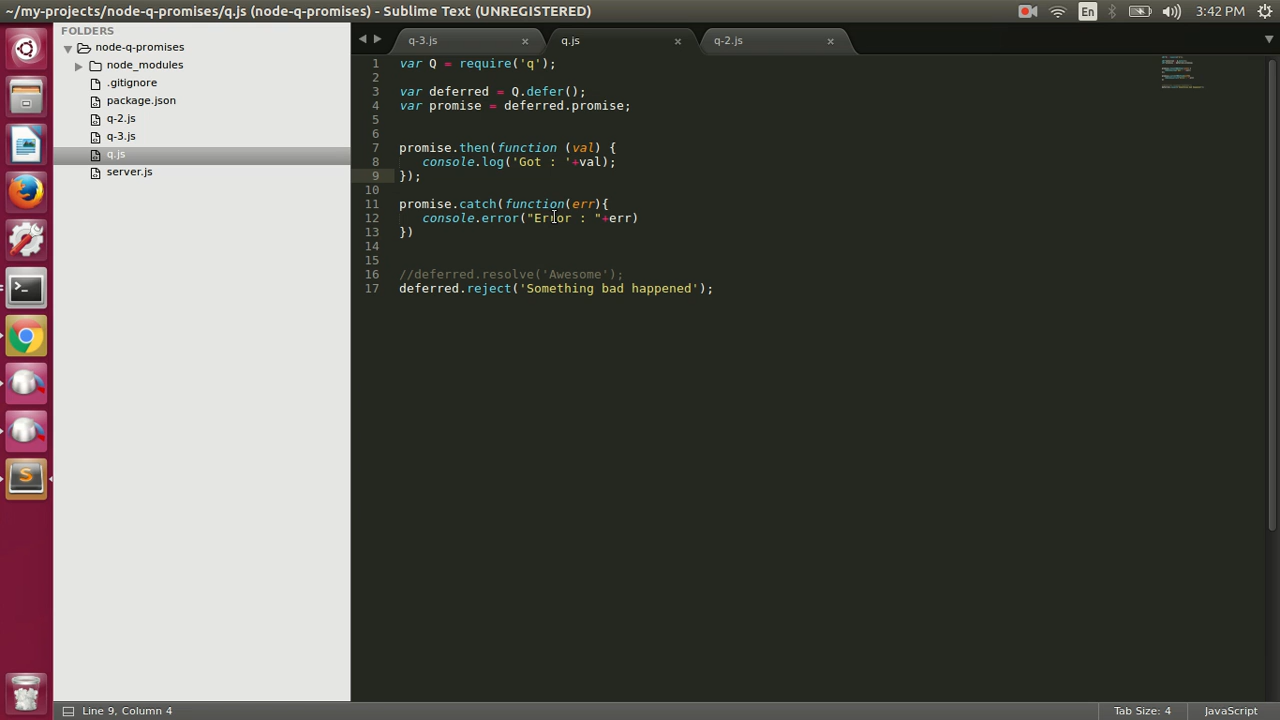 ~/my-projects/node-q-promises/q.js (node-q-promises) - Sublime Text (UNREGISTERED)
En
3:42 PM
FOLDERS
node-q-promises
node_modules
.gitignore
package.json
q-2.js
q-3.js
q.js
server.js
q-3.js × q.js × q-2.js ×
1 var Q = require('q');
2
3 var deferred = Q.defer();
4 var promise = deferred.promise;
5
6
7 promise.then(function (val) {
8 console.log('Got : '+val);
9 });
10
11 promise.catch(function(err){
12 console.error("Error : "+err)
13 })
14
15
16 //deferred.resolve('Awesome');
17 deferred.reject('Something bad happened');
Line 9, Column 4
Tab Size: 4
JavaScript